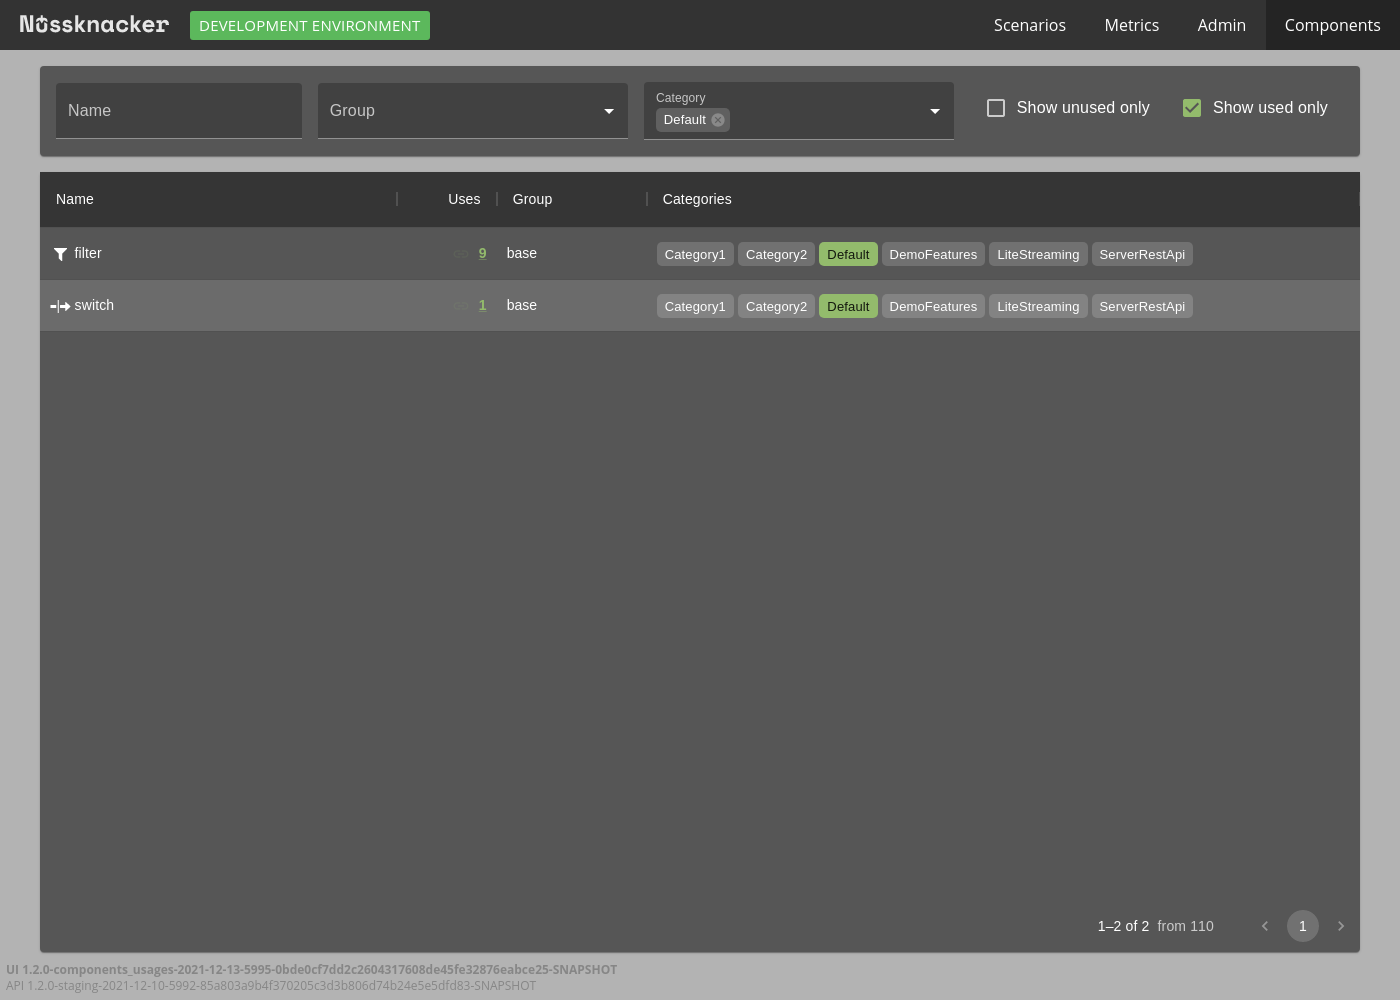 Nussknacker DEVELOPMENT ENVIRONMENT Scenarios Metrics Admin Components
Name Group Category Default Show unused only Show used only
Name Uses Group Categories
filter 9 base Category1 Category2 Default DemoFeatures LiteStreaming ServerRestApi
switch 1 base Category1 Category2 Default DemoFeatures LiteStreaming ServerRestApi
1–2 of 2 from 110 1
UI 1.2.0-components_usages-2021-12-13-5995-0bde0cf7dd2c2604317608de45fe32876eabce25-SNAPSHOT
API 1.2.0-staging-2021-12-10-5992-85a803a9b4f370205c3d3b806d74b24e5e5dfd83-SNAPSHOT